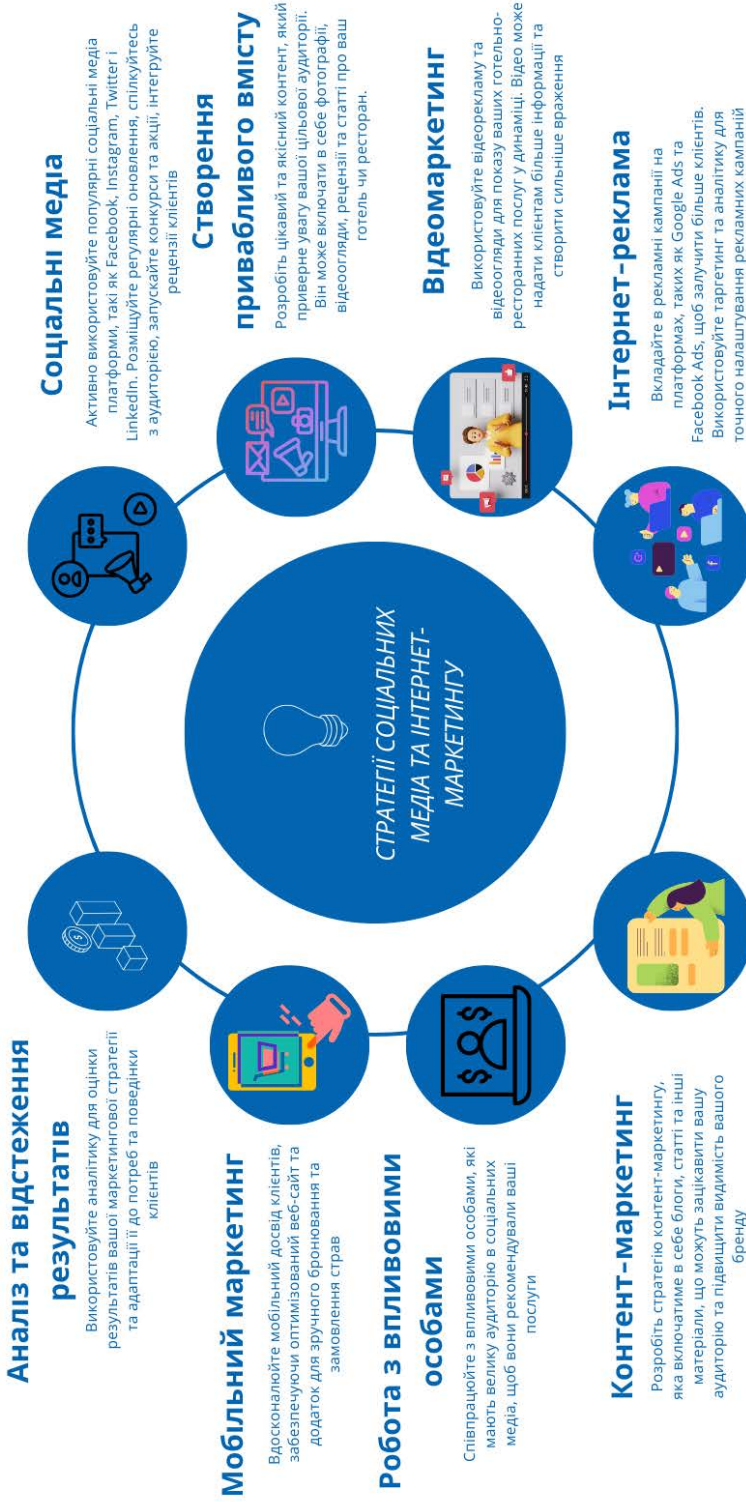 СТРАТЕГІЇ СОЦІАЛЬНИХ
МЕДІА ТА ІНТЕРНЕТ-
МАРКЕТИНГУ
Соціальні медіа
Активно використовуйте популярні соціальні медіа
платформи, такі як Facebook, Instagram, Twitter і
LinkedIn. Розміщуйте регулярні оновлення, спілкуйтесь
з аудиторією, запускайте конкурси та акції, інтегруйте
рецензії клієнтів
Створення
привабливого вмісту
Розробіть цікавий та якісний контент, який
приверне увагу вашої цільової аудиторії.
Він може включати в себе фотографії,
відеоогляди, рецензії та статті про ваш
готель чи ресторан.
Відеомаркетинг
Використовуйте відеорекламу та
відеоогляди для показу ваших готельно-
ресторанних послуг у динаміці. Відео може
надати клієнтам більше інформації та
створити сильніше враження
Інтернет-реклама
Вкладайте в рекламні кампанії на
платформах, таких як Google Ads та
Facebook Ads, щоб залучити більше клієнтів.
Використовуйте таргетинг та аналітику для
точного налаштування рекламних кампаній
Контент-маркетинг
Розробіть стратегію контент-маркетингу,
яка включатиме в себе блоги, статті та інші
матеріали, що можуть зацікавити вашу
аудиторію та підвищити видимість вашого
бренду
Робота з впливовими
особами
Співпрацюйте з впливовими особами, які
мають велику аудиторію в соціальних
медіа, щоб вони рекомендували ваші
послуги
Мобільний маркетинг
Вдосконалюйте мобільний досвід клієнтів,
забезпечуючи оптимізований веб-сайт та
додаток для зручного бронювання та
замовлення страв
Аналіз та відстеження
результатів
Використовуйте аналітику для оцінки
результатів вашої маркетингової стратегії
та адаптації її до потреб та поведінки
клієнтів